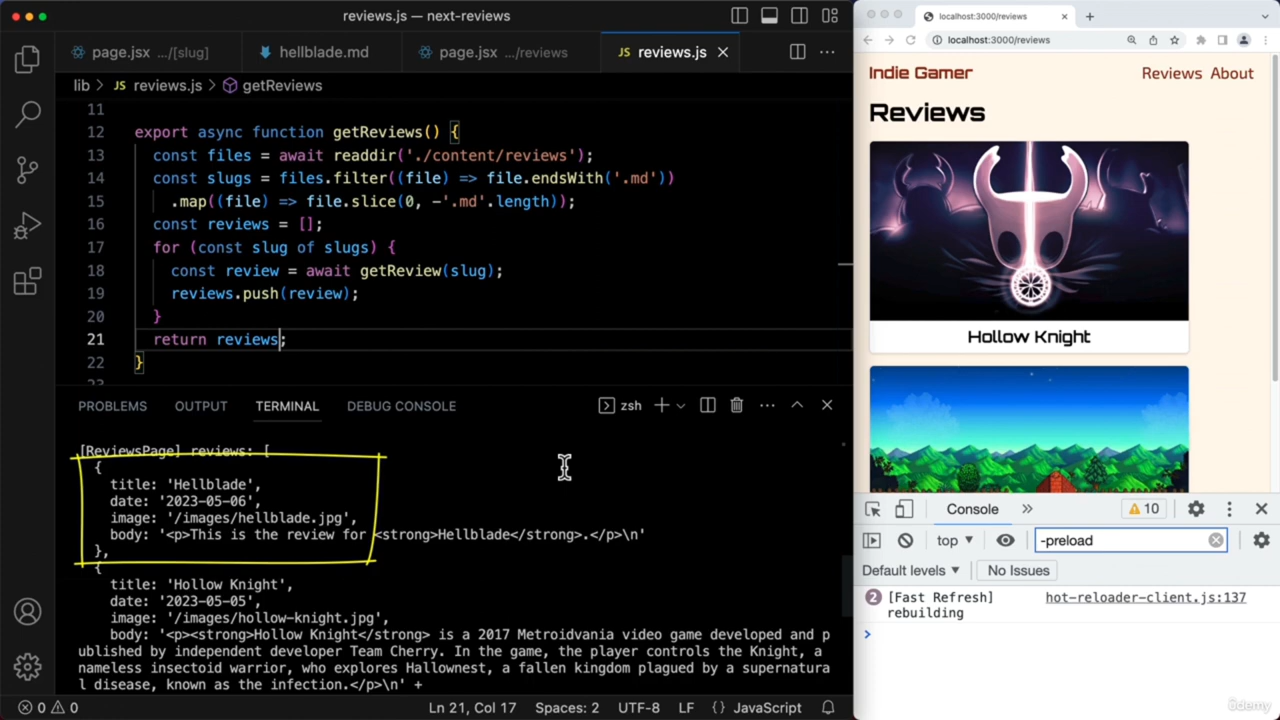 reviews.js — next-reviews
page.jsx .../[slug]
hellblade.md
page.jsx .../reviews
JS reviews.js
lib > JS reviews.js > getReviews
11
12 export async function getReviews() {
13 const files = await readdir('./content/reviews');
14 const slugs = files.filter((file) => file.endsWith('.md'))
15 .map((file) => file.slice(0, -'.md'.length));
16 const reviews = [];
17 for (const slug of slugs) {
18 const review = await getReview(slug);
19 reviews.push(review);
20 }
21 return reviews;
22 }
23
PROBLEMS OUTPUT TERMINAL DEBUG CONSOLE
zsh
[ReviewsPage] reviews: [
{
title: 'Hellblade',
date: '2023-05-06',
image: '/images/hellblade.jpg',
body: '<p>This is the review for <strong>Hellblade</strong>.</p>\n'
},
{
title: 'Hollow Knight',
date: '2023-05-05',
image: '/images/hollow-knight.jpg',
body: '<p><strong>Hollow Knight</strong> is a 2017 Metroidvania video game developed and p
ublished by independent developer Team Cherry. In the game, the player controls the Knight, a
nameless insectoid warrior, who explores Hallownest, a fallen kingdom plagued by a supernatura
l disease, known as the infection.</p>\n' +
0 0
Ln 21, Col 17 Spaces: 2 UTF-8 LF {} JavaScript
localhost:3000/reviews
localhost:3000/reviews
Indie Gamer
Reviews About
Reviews
Hollow Knight
Console
10
top
-preload
Default levels
No Issues
2 [Fast Refresh] hot-reloader-client.js:137
rebuilding
ûdemy